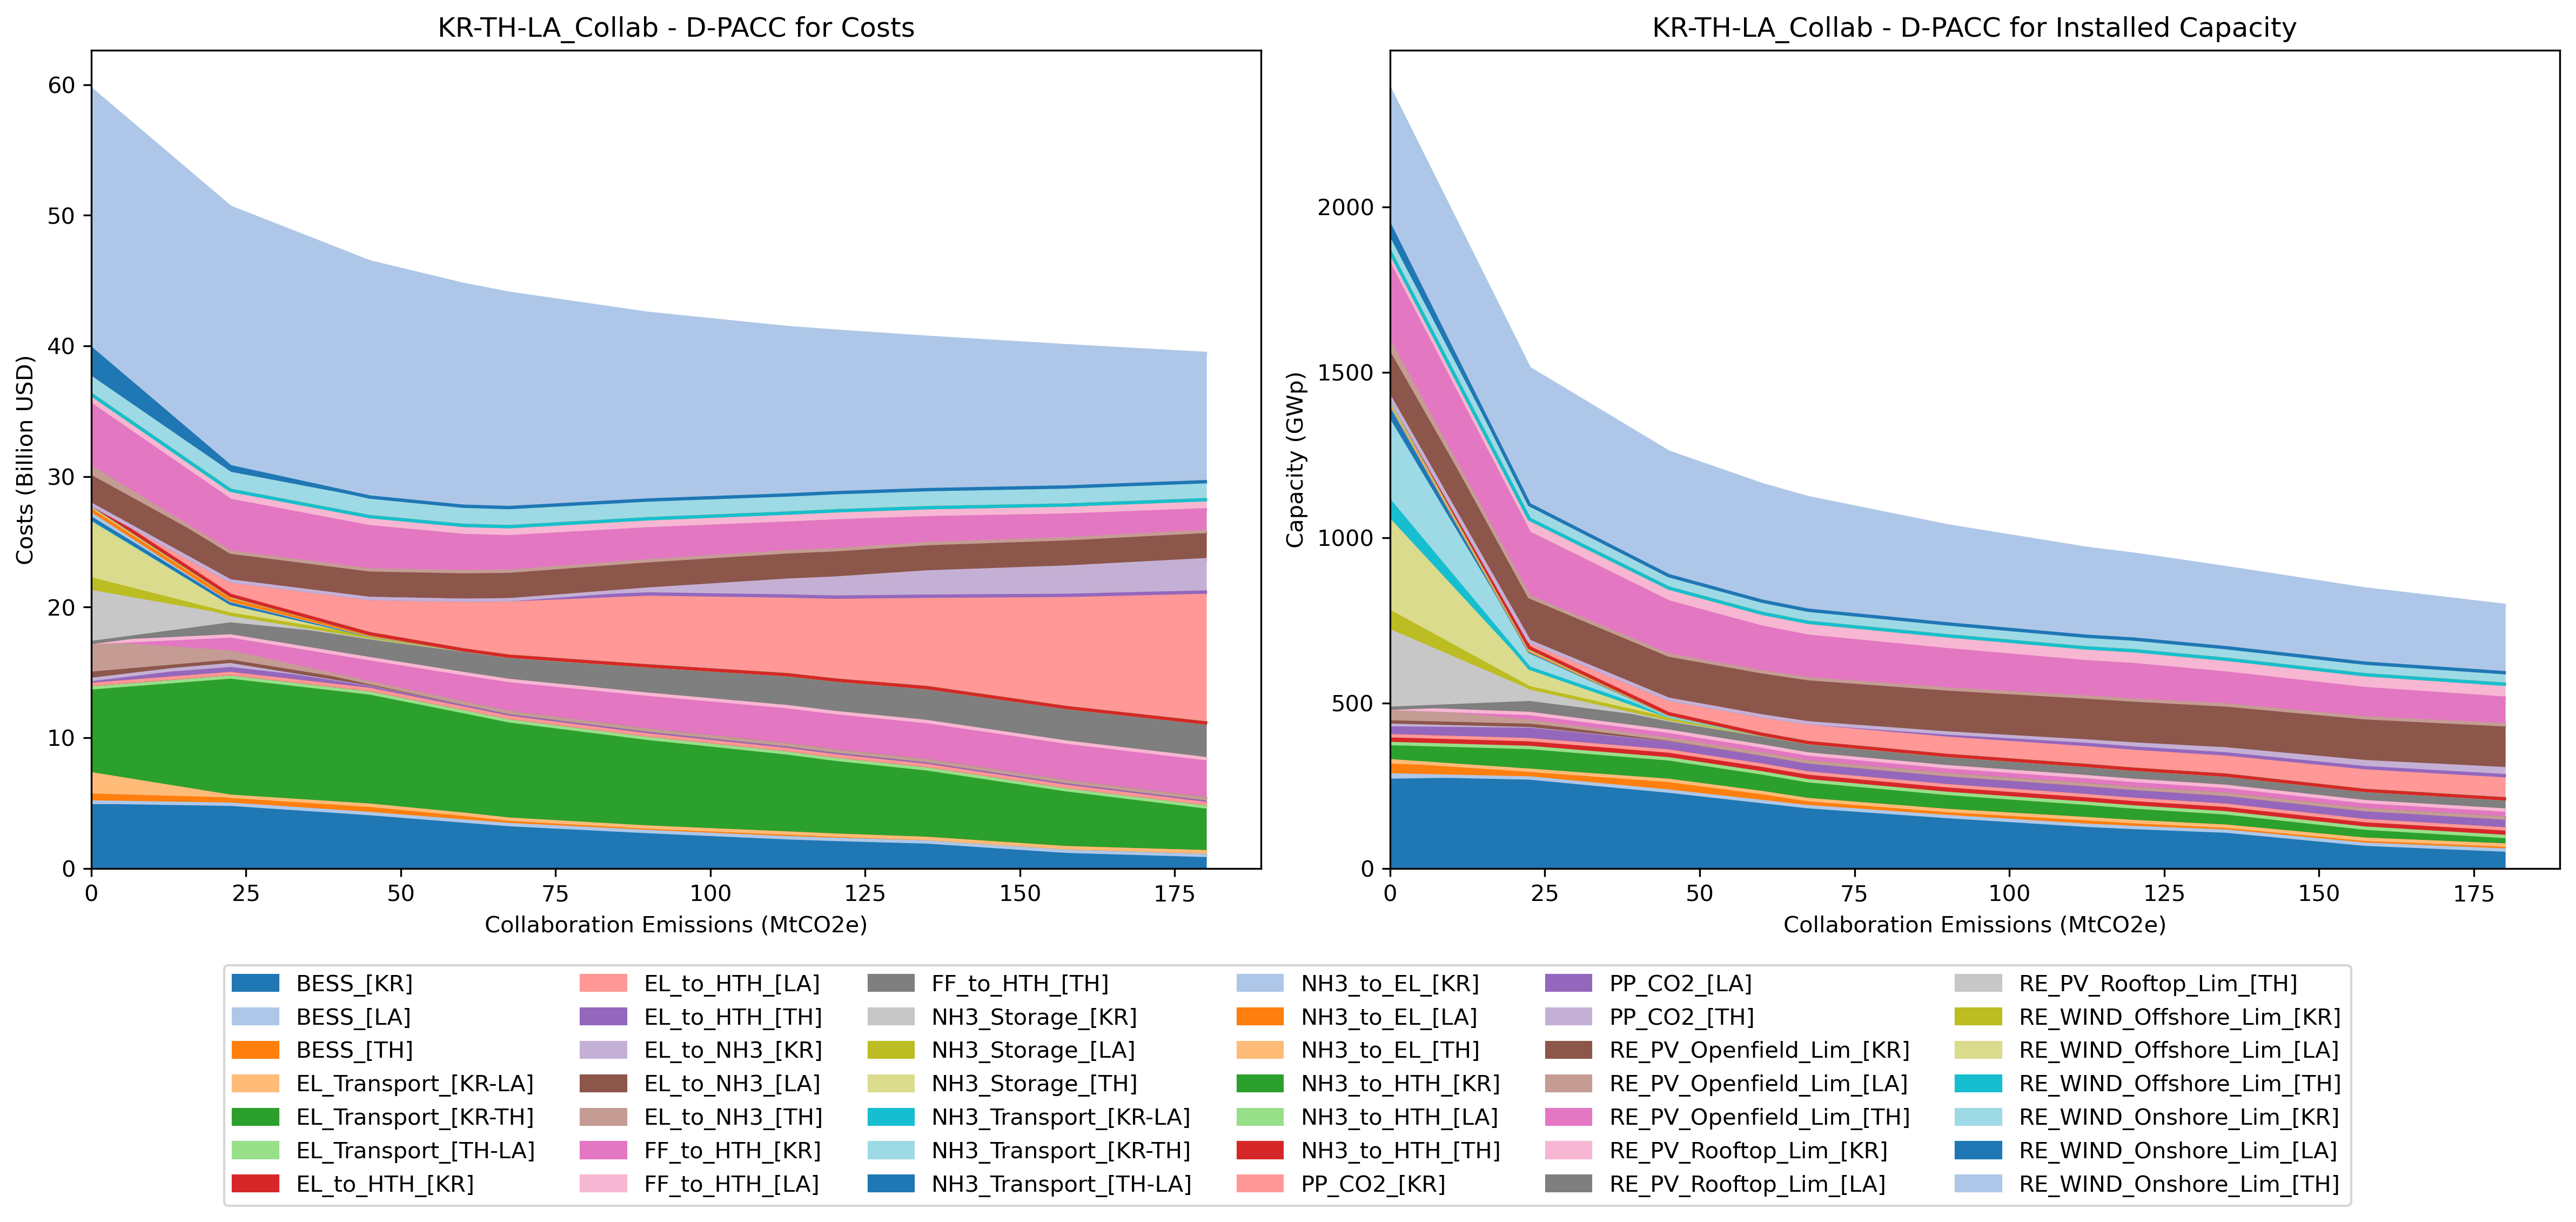 KR-TH-LA_Collab - D-PACC for Costs
Costs (Billion USD)
60
50
40
30
20
10
0
0 25 50 75 100 125 150 175
Collaboration Emissions (MtCO2e)
KR-TH-LA_Collab - D-PACC for Installed Capacity
Capacity (GWp)
2000
1500
1000
500
0
0 25 50 75 100 125 150 175
Collaboration Emissions (MtCO2e)
BESS_[KR]
BESS_[LA]
BESS_[TH]
EL_Transport_[KR-LA]
EL_Transport_[KR-TH]
EL_Transport_[TH-LA]
EL_to_HTH_[KR]
EL_to_HTH_[LA]
EL_to_HTH_[TH]
EL_to_NH3_[KR]
EL_to_NH3_[LA]
EL_to_NH3_[TH]
FF_to_HTH_[KR]
FF_to_HTH_[LA]
FF_to_HTH_[TH]
NH3_Storage_[KR]
NH3_Storage_[LA]
NH3_Storage_[TH]
NH3_Transport_[KR-LA]
NH3_Transport_[KR-TH]
NH3_Transport_[TH-LA]
NH3_to_EL_[KR]
NH3_to_EL_[LA]
NH3_to_EL_[TH]
NH3_to_HTH_[KR]
NH3_to_HTH_[LA]
NH3_to_HTH_[TH]
PP_CO2_[KR]
PP_CO2_[LA]
PP_CO2_[TH]
RE_PV_Openfield_Lim_[KR]
RE_PV_Openfield_Lim_[LA]
RE_PV_Openfield_Lim_[TH]
RE_PV_Rooftop_Lim_[KR]
RE_PV_Rooftop_Lim_[LA]
RE_PV_Rooftop_Lim_[TH]
RE_WIND_Offshore_Lim_[KR]
RE_WIND_Offshore_Lim_[LA]
RE_WIND_Offshore_Lim_[TH]
RE_WIND_Onshore_Lim_[KR]
RE_WIND_Onshore_Lim_[LA]
RE_WIND_Onshore_Lim_[TH]